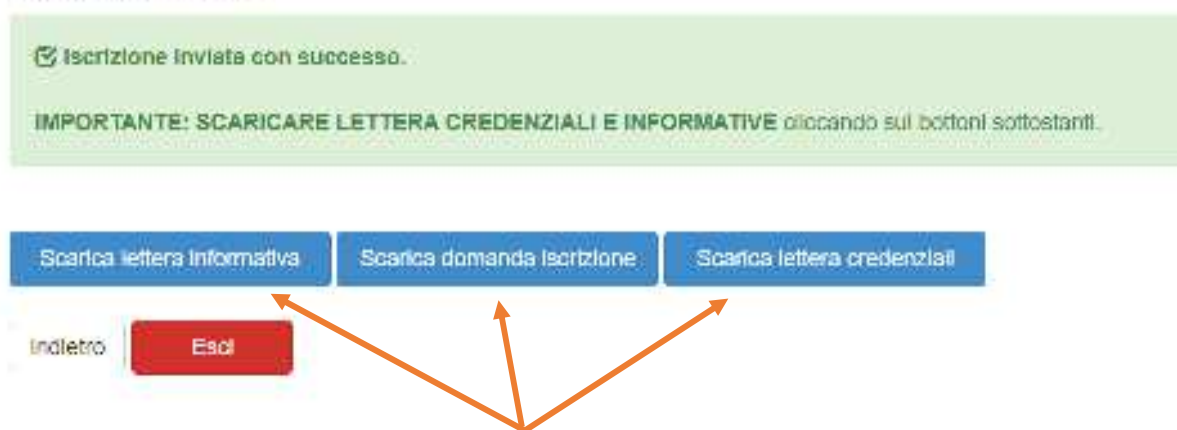 Iscrizione inviata con successo.
IMPORTANTE: SCARICARE LETTERA CREDENZIALI E INFORMATIVE cliccando sui bottoni sottostanti.
Scarica lettera informativa
Scarica domanda iscrizione
Scarica lettera credenziali
Indietro
Esci